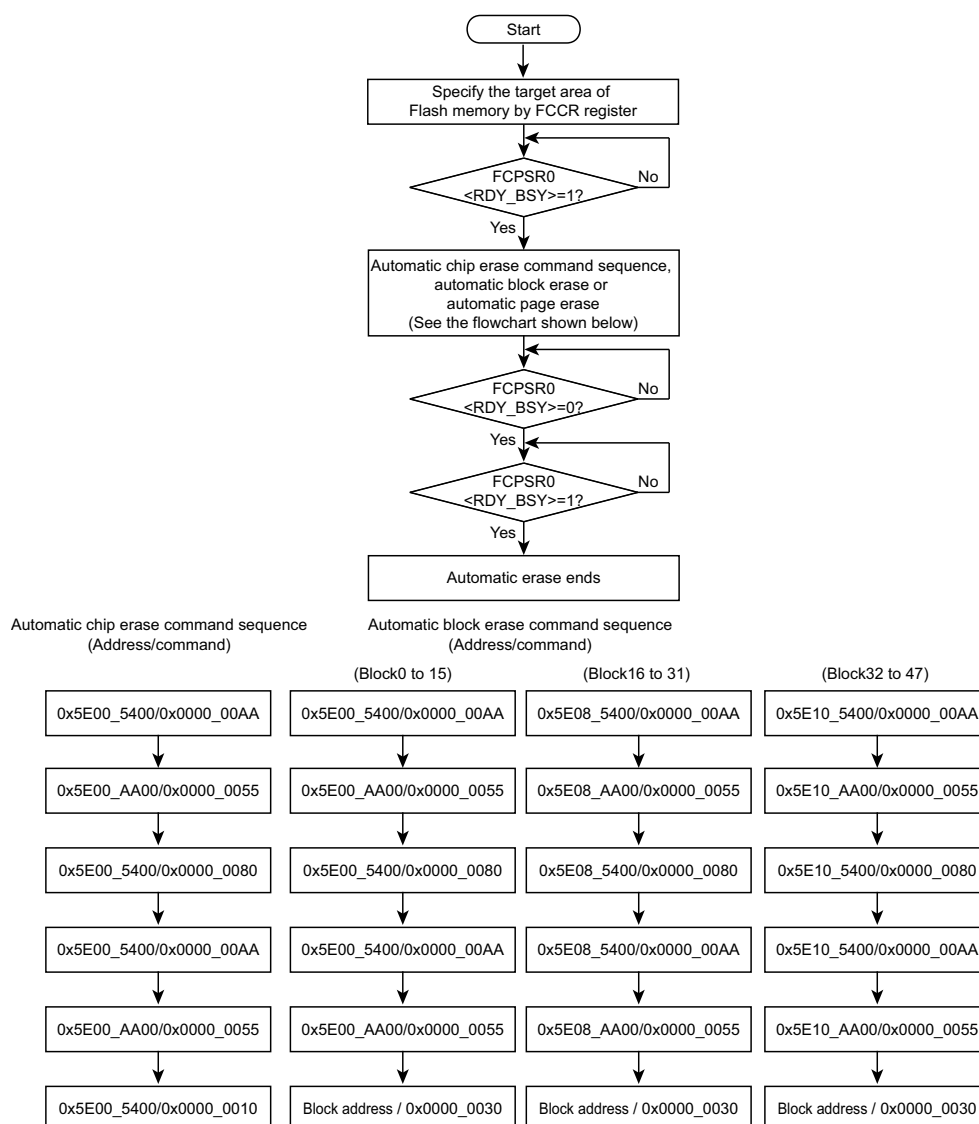 Start
Specify the target area of
Flash memory by FCCR register
FCPSR0
<RDY_BSY>=1?
No
Yes
Automatic chip erase command sequence,
automatic block erase or
automatic page erase
(See the flowchart shown below)
FCPSR0
<RDY_BSY>=0?
No
Yes
FCPSR0
<RDY_BSY>=1?
No
Yes
Automatic erase ends
Automatic chip erase command sequence
(Address/command)
Automatic block erase command sequence
(Address/command)
(Block0 to 15)
(Block16 to 31)
(Block32 to 47)
0x5E00_5400/0x0000_00AA
0x5E00_5400/0x0000_00AA
0x5E08_5400/0x0000_00AA
0x5E10_5400/0x0000_00AA
0x5E00_AA00/0x0000_0055
0x5E00_AA00/0x0000_0055
0x5E08_AA00/0x0000_0055
0x5E10_AA00/0x0000_0055
0x5E00_5400/0x0000_0080
0x5E00_5400/0x0000_0080
0x5E08_5400/0x0000_0080
0x5E10_5400/0x0000_0080
0x5E00_5400/0x0000_00AA
0x5E00_5400/0x0000_00AA
0x5E08_5400/0x0000_00AA
0x5E10_5400/0x0000_00AA
0x5E00_AA00/0x0000_0055
0x5E00_AA00/0x0000_0055
0x5E08_AA00/0x0000_0055
0x5E10_AA00/0x0000_0055
0x5E00_5400/0x0000_0010
Block address / 0x0000_0030
Block address / 0x0000_0030
Block address / 0x0000_0030